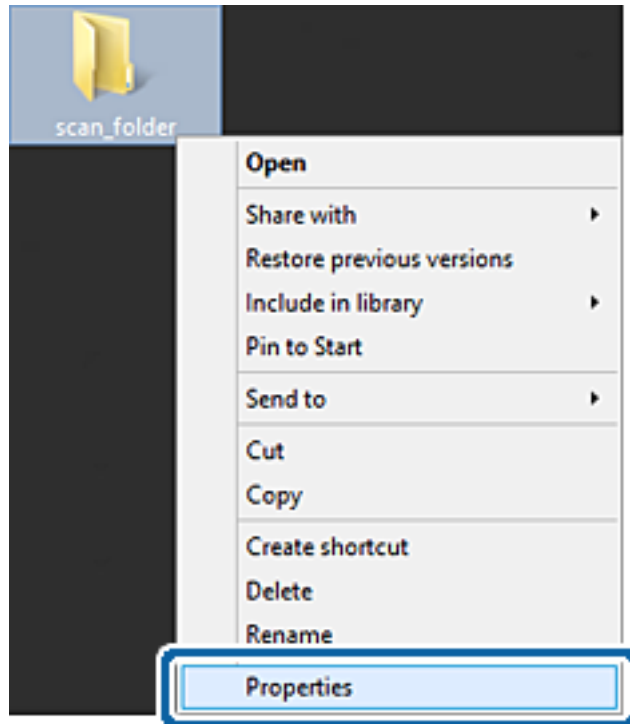 scan_folder
Open
Share with
Restore previous versions
Include in library
Pin to Start
Send to
Cut
Copy
Create shortcut
Delete
Rename
Properties